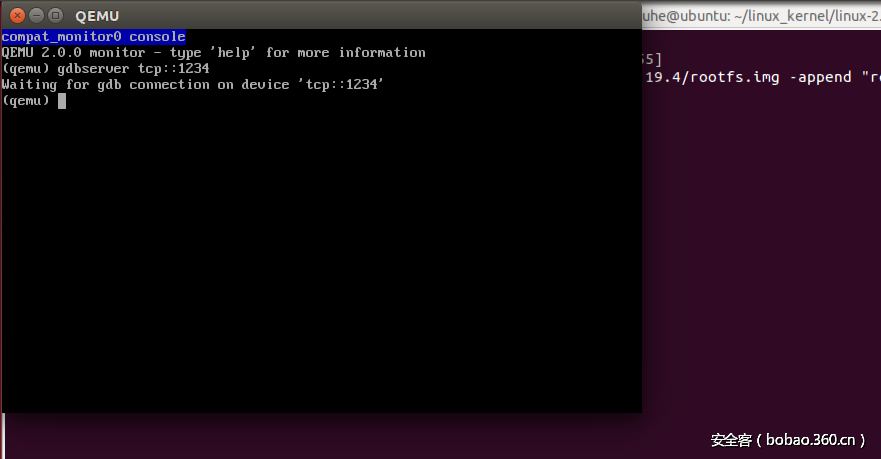 QEMU
uhe@ubuntu: ~/linux_kernel/linux-2.
compat_monitor0 console
QEMU 2.0.0 monitor - type 'help' for more information
(qemu) gdbserver tcp::1234
Waiting for gdb connection on device 'tcp::1234'
(qemu)
5]
19.4/rootfs.img -append "r
安全客（bobao.360.cn）